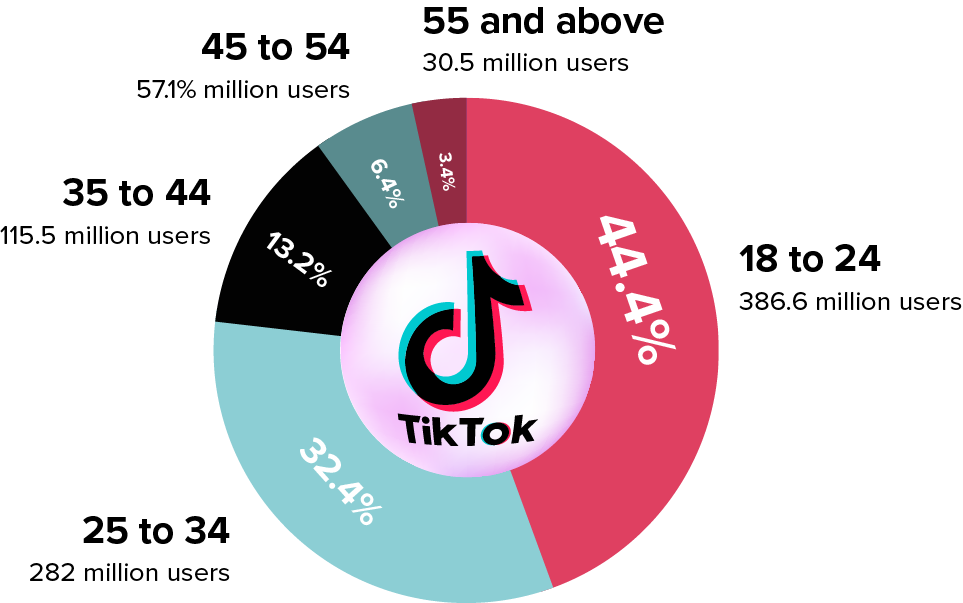 55 and above
30.5 million users
45 to 54
57.1% million users
35 to 44
115.5 million users
18 to 24
386.6 million users
25 to 34
282 million users
3.4%
6.4%
13.2%
44.4%
32.4%
TikTok